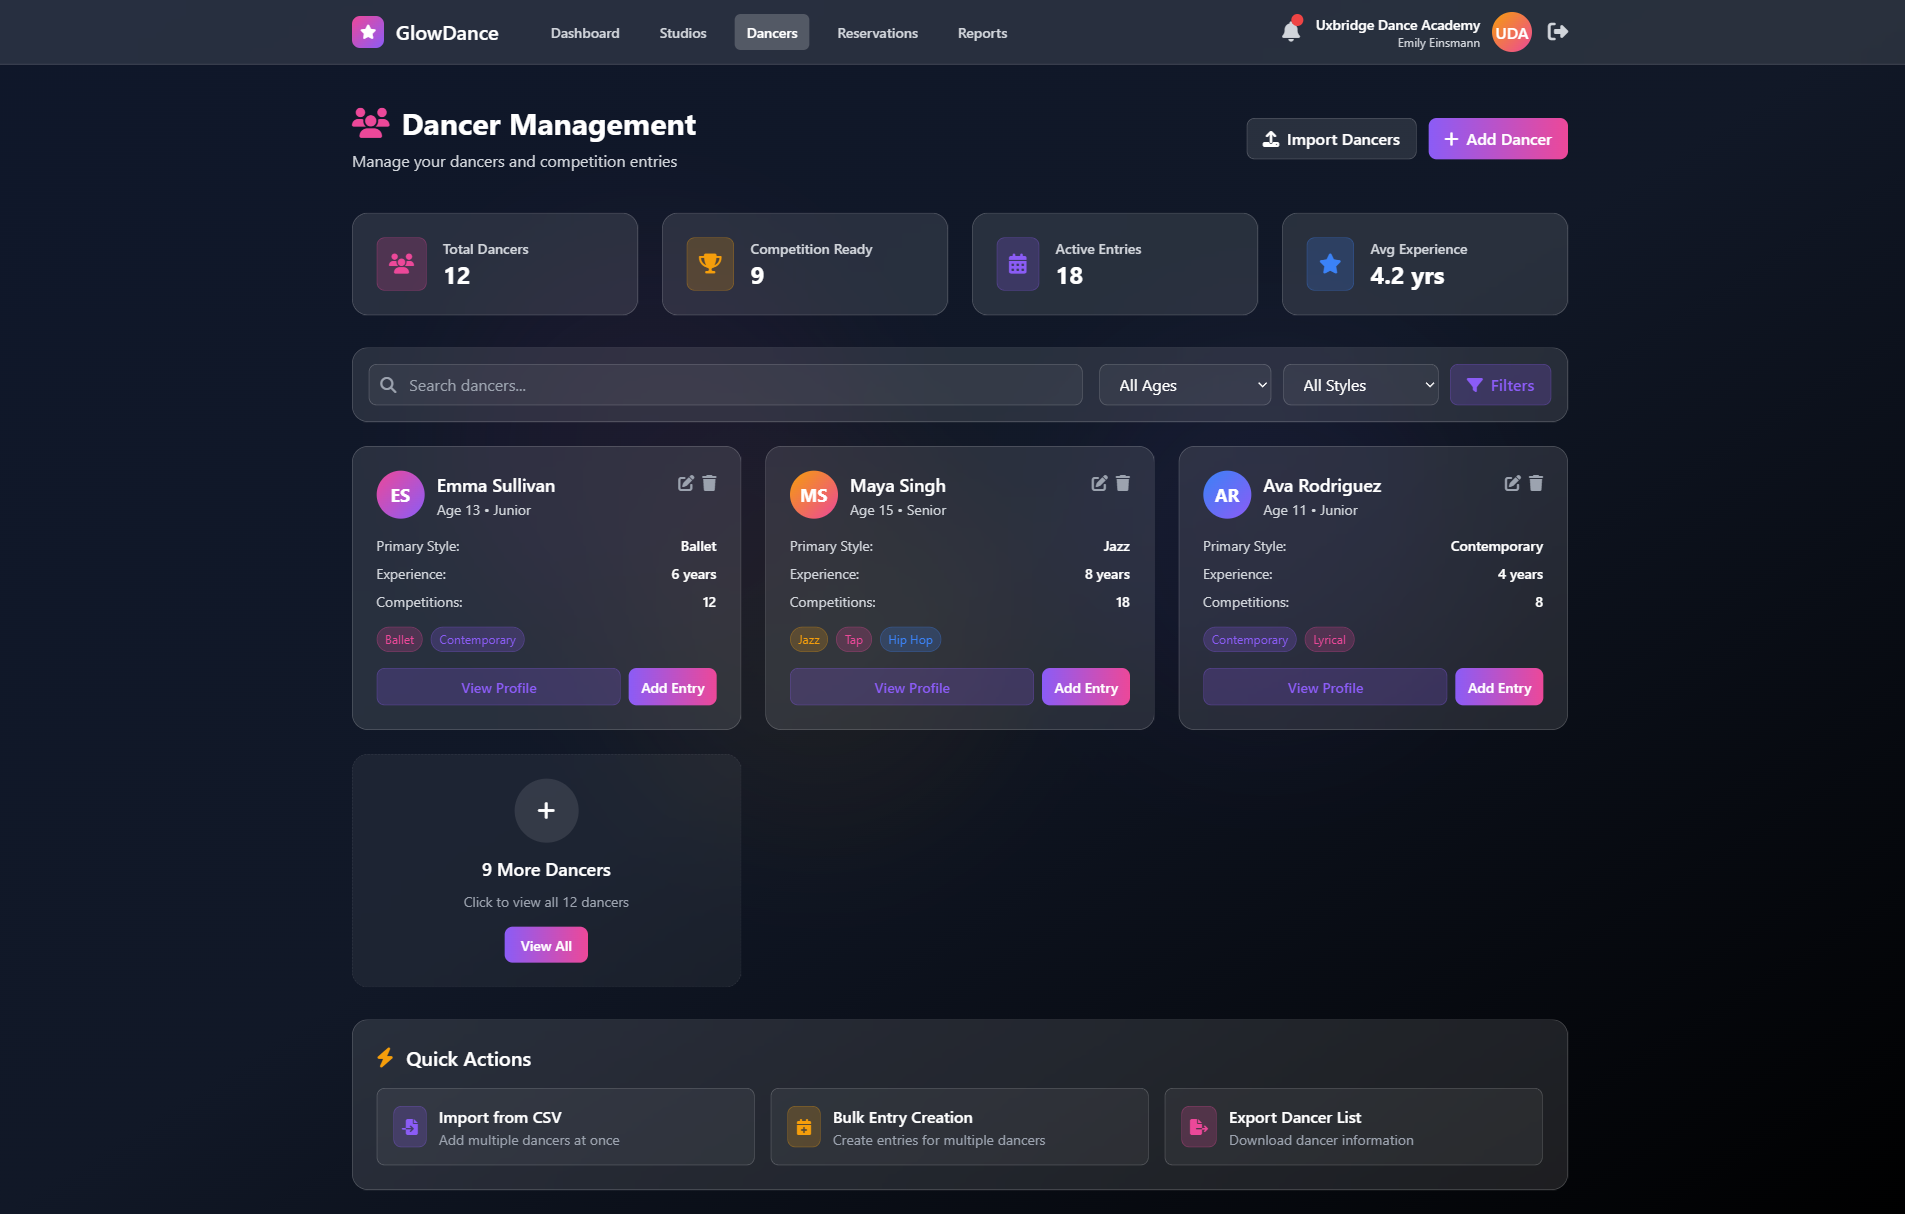 GlowDance
Dashboard
Studios
Dancers
Reservations
Reports
Uxbridge Dance Academy
Emily Einsmann
UDA
Dancer Management
Manage your dancers and competition entries
Import Dancers
Add Dancer
Total Dancers
12
Competition Ready
9
Active Entries
18
Avg Experience
4.2 yrs
Search dancers...
All Ages
All Styles
Filters
ES
Emma Sullivan
Age 13 • Junior
Primary Style: Ballet
Experience: 6 years
Competitions: 12
Ballet Contemporary
View Profile Add Entry
MS
Maya Singh
Age 15 • Senior
Primary Style: Jazz
Experience: 8 years
Competitions: 18
Jazz Tap Hip Hop
View Profile Add Entry
AR
Ava Rodriguez
Age 11 • Junior
Primary Style: Contemporary
Experience: 4 years
Competitions: 8
Contemporary Lyrical
View Profile Add Entry
9 More Dancers
Click to view all 12 dancers
View All
Quick Actions
Import from CSV
Add multiple dancers at once
Bulk Entry Creation
Create entries for multiple dancers
Export Dancer List
Download dancer information